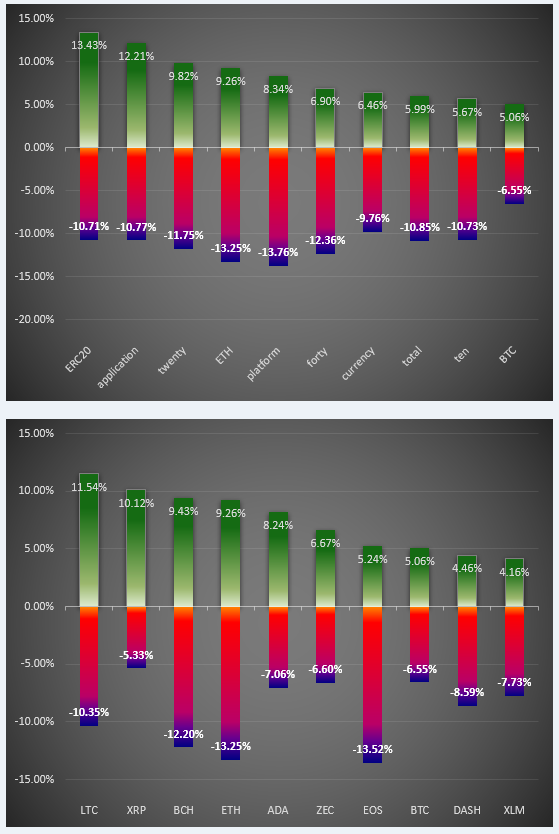 15.00%
10.00%
5.00%
0.00%
-5.00%
-10.00%
-15.00%
-20.00%
13.43% 12.21% 9.82% 9.26% 8.34% 6.90% 6.46% 5.99% 5.67% 5.06%
-10.71% -10.77% -11.75% -13.25% -13.76% -12.36% -9.76% -10.85% -10.73% -6.55%
ERC20 application twenty ETH platform forty currency total ten BTC
15.00%
10.00%
5.00%
0.00%
-5.00%
-10.00%
-15.00%
11.54% 10.12% 9.43% 9.26% 8.24% 6.67% 5.24% 5.06% 4.46% 4.16%
-10.35% -5.33% -12.20% -13.25% -7.06% -6.60% -13.52% -6.55% -8.59% -7.73%
LTC XRP BCH ETH ADA ZEC EOS BTC DASH XLM